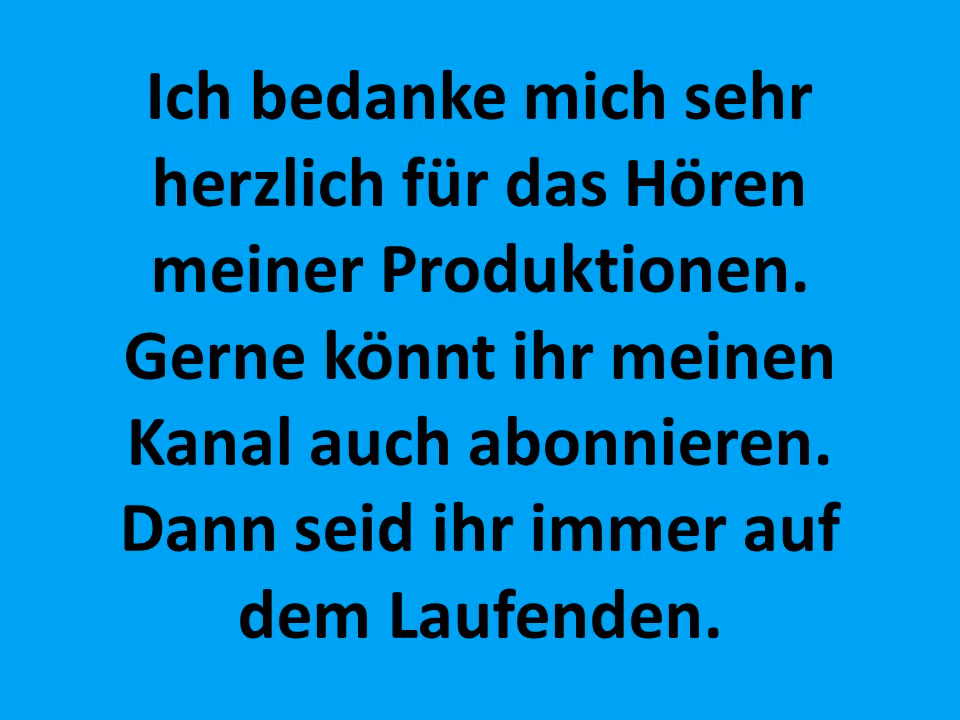 Ich bedanke mich sehr
herzlich für das Hören
meiner Produktionen.
Gerne könnt ihr meinen
Kanal auch abonnieren.
Dann seid ihr immer auf
dem Laufenden.